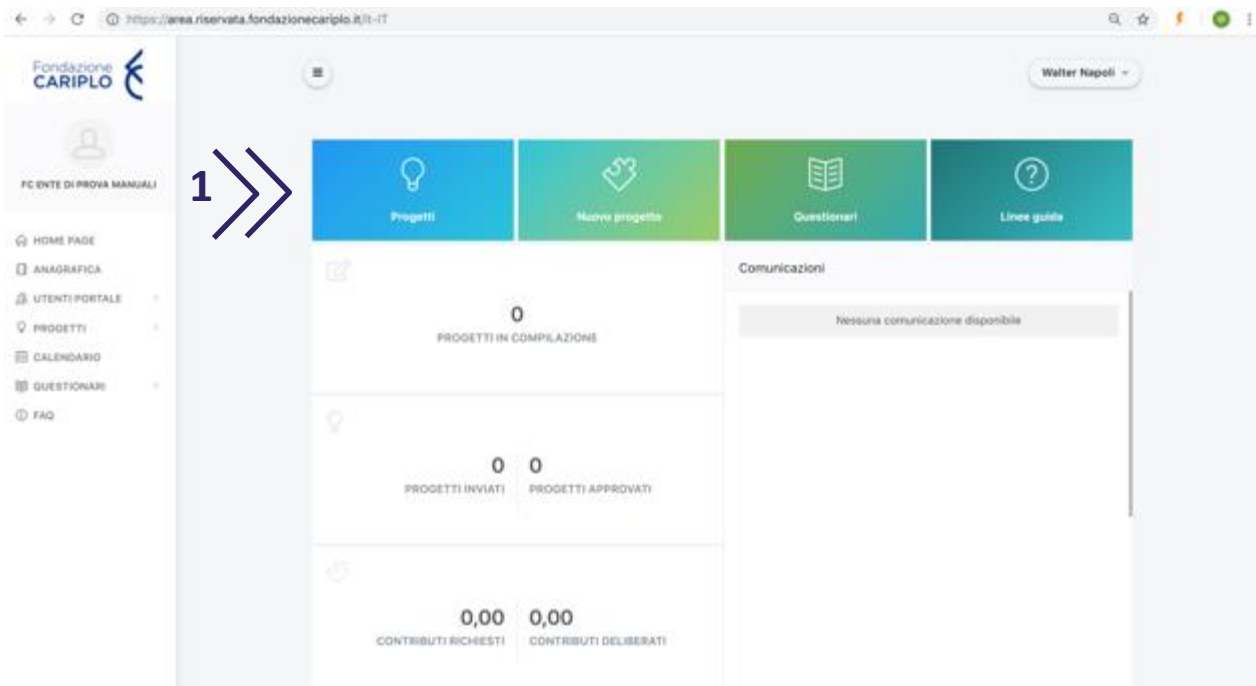 https://area.riservata.fondazionecariplo.it/it-IT
Fondazione
CARIPLO
Walter Napoli
FC ENTE DI PROVA MANUALI
1
Progetti
Nuovo progetto
Questionari
Linee guida
HOME PAGE
ANAGRAFICA
UTENTI PORTALE
PROGETTI
CALENDARIO
QUESTIONARI
FAQ
0
PROGETTI IN COMPILAZIONE
Comunicazioni
Nessuna comunicazione disponibile
0 0
PROGETTI INVIATI PROGETTI APPROVATI
0,00 0,00
CONTRIBUTI RICHIESTI CONTRIBUTI DELIBERATI